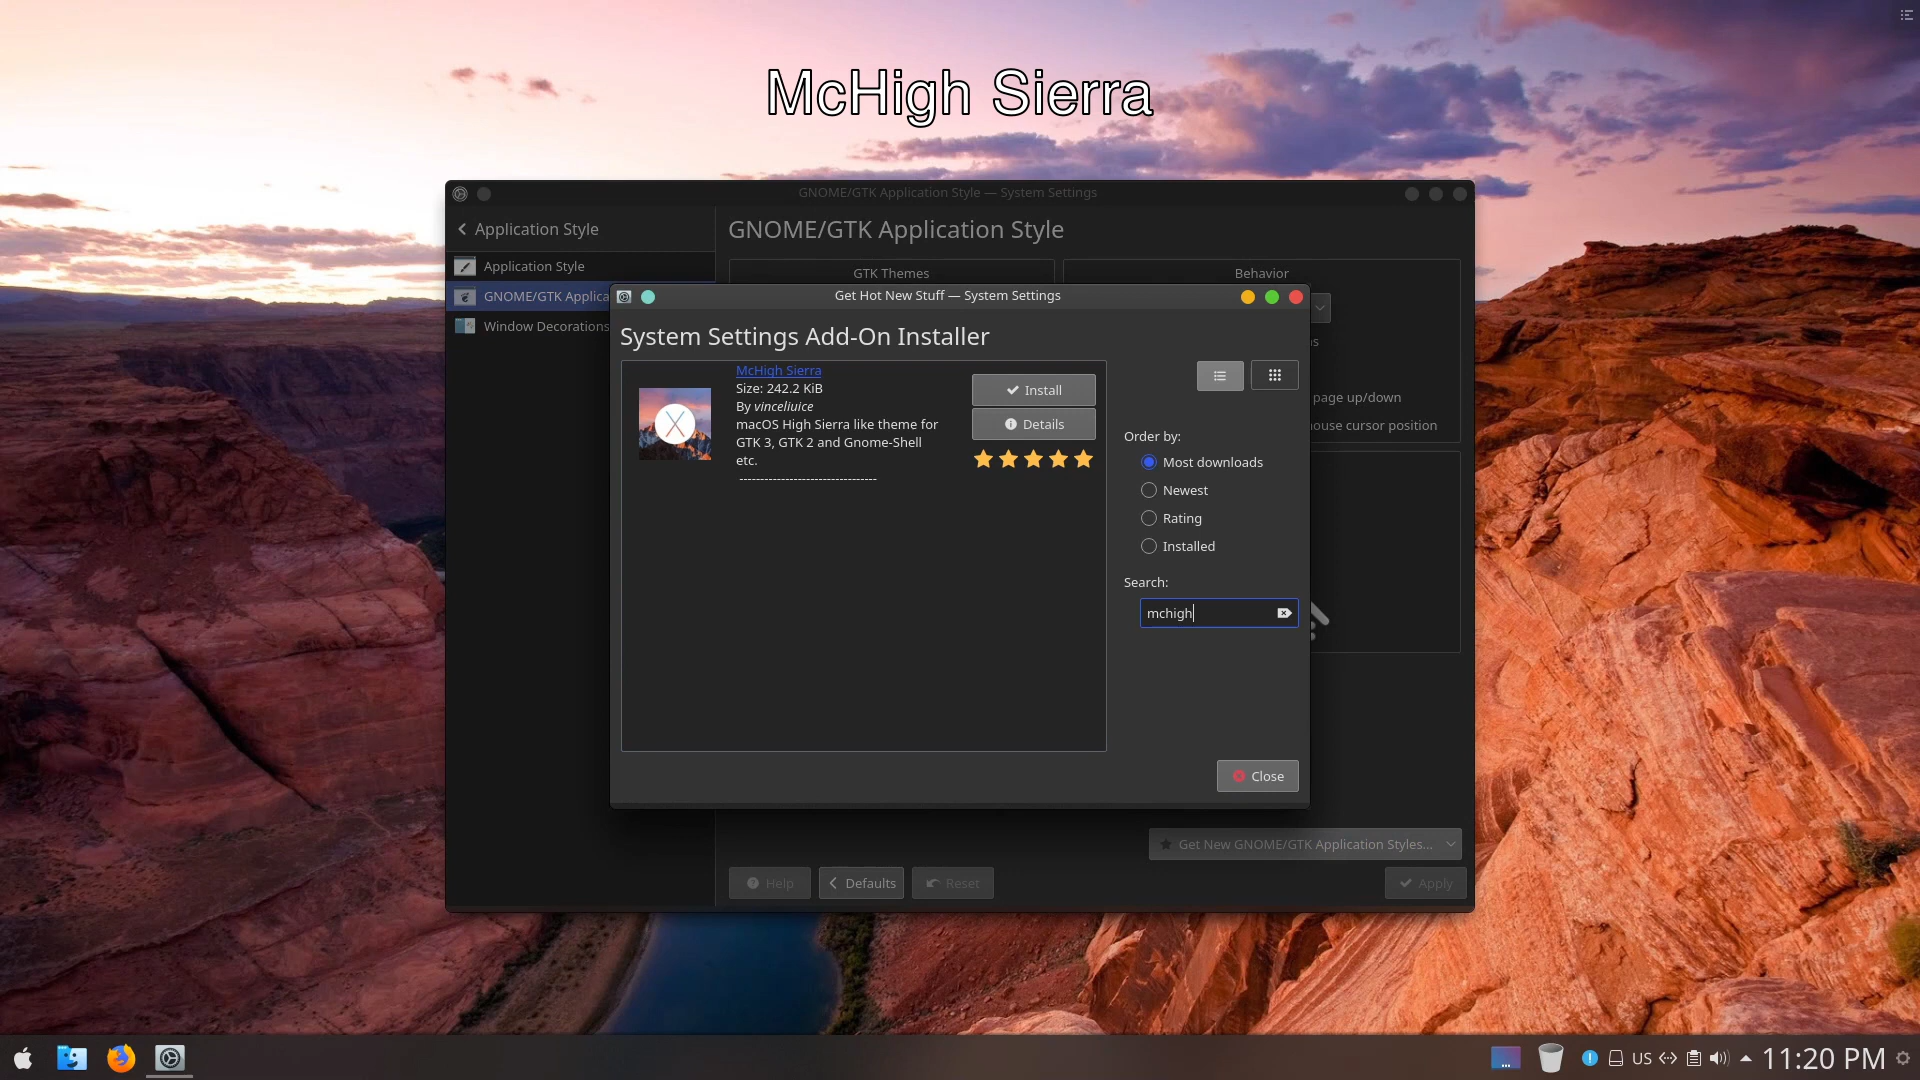 McHigh Sierra
GNOME/GTK Application Style — System Settings
Application Style
GNOME/GTK Application Style
Application Style
GNOME/GTK Applica
Window Decorations
GTK Themes
Behavior
page up/down
ouse cursor position
Get Hot New Stuff — System Settings
System Settings Add-On Installer
McHigh Sierra
Size: 242.2 KiB
By vinceliuice
macOS High Sierra like theme for
GTK 3, GTK 2 and Gnome-Shell
etc.
---------------------------------
Install
Details
Order by:
Most downloads
Newest
Rating
Installed
Search:
mchigh
Close
Get New GNOME/GTK Application Styles...
Help
Defaults
Reset
Apply
US
11:20 PM